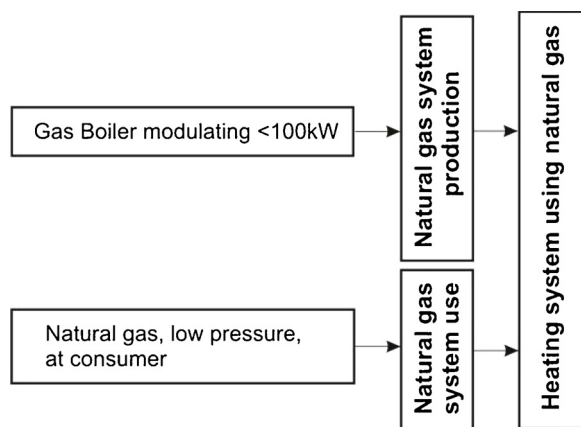 Gas Boiler modulating <100kW
Natural gas system
production
Heating system using natural gas
Natural gas, low pressure,
at consumer
Natural gas
system use